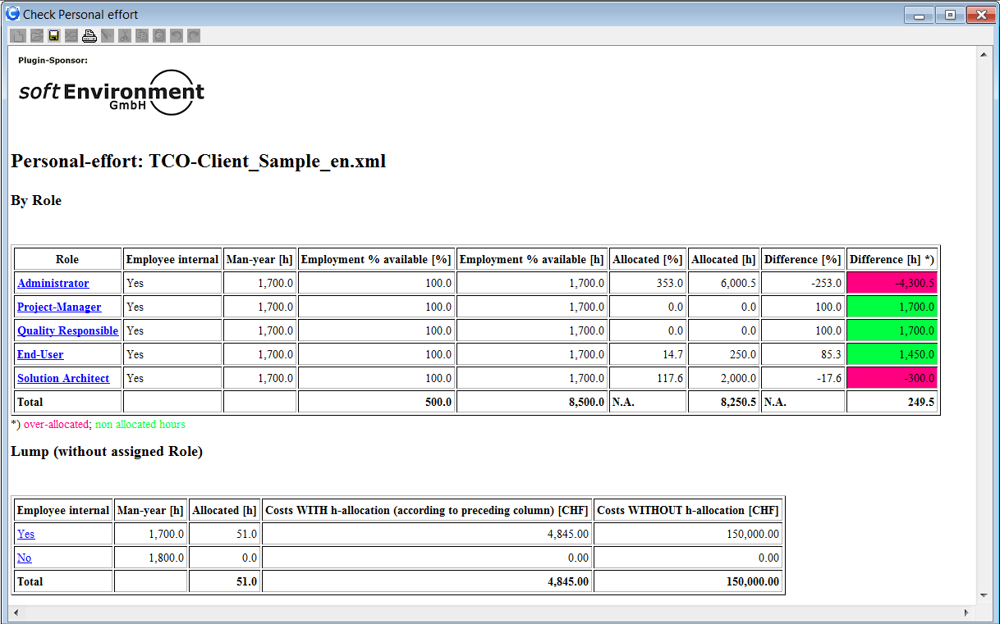 Check Personal effort
Plugin-Sponsor:
soft Environment
GmbH
Personal-effort: TCO-Client_Sample_en.xml
By Role
Role Employee internal Man-year [h] Employment % available [%] Employment % available [h] Allocated [%] Allocated [h] Difference [%] Difference [h] *)
Administrator Yes 1,700.0 100.0 1,700.0 353.0 6,000.5 -253.0 -4,300.5
Project-Manager Yes 1,700.0 100.0 1,700.0 0.0 0.0 100.0 1,700.0
Quality Responsible Yes 1,700.0 100.0 1,700.0 0.0 0.0 100.0 1,700.0
End-User Yes 1,700.0 100.0 1,700.0 14.7 250.0 85.3 1,450.0
Solution Architect Yes 1,700.0 100.0 1,700.0 117.6 2,000.0 -17.6 -300.0
Total 500.0 8,500.0 N.A. 8,250.5 N.A. 249.5
*) over-allocated; non allocated hours
Lump (without assigned Role)
Employee internal Man-year [h] Allocated [h] Costs WITH h-allocation (according to preceding column) [CHF] Costs WITHOUT h-allocation [CHF]
Yes 1,700.0 51.0 4,845.00 150,000.00
No 1,800.0 0.0 0.00 0.00
Total 51.0 4,845.00 150,000.00